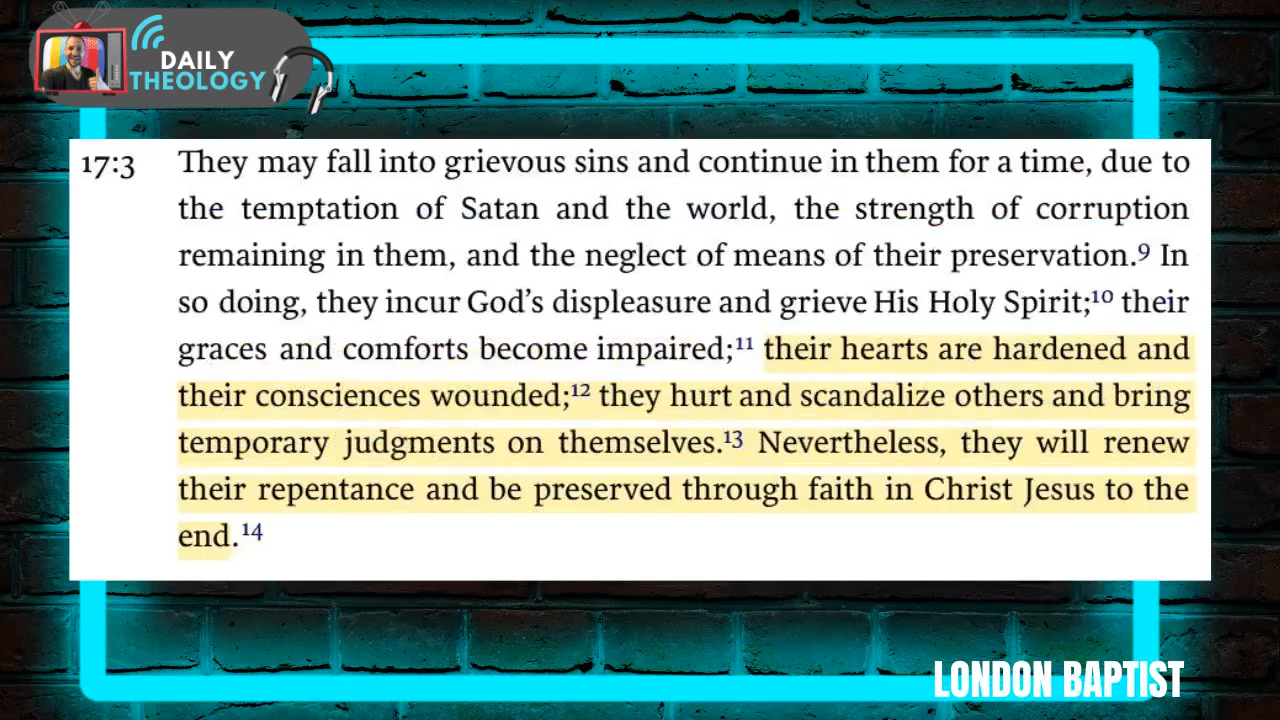 DAILY
THEOLOGY
17:3 They may fall into grievous sins and continue in them for a time, due to
the temptation of Satan and the world, the strength of corruption
remaining in them, and the neglect of means of their preservation.9 In
so doing, they incur God’s displeasure and grieve His Holy Spirit;10 their
graces and comforts become impaired;11 their hearts are hardened and
their consciences wounded;12 they hurt and scandalize others and bring
temporary judgments on themselves.13 Nevertheless, they will renew
their repentance and be preserved through faith in Christ Jesus to the
end.14
LONDON BAPTIST